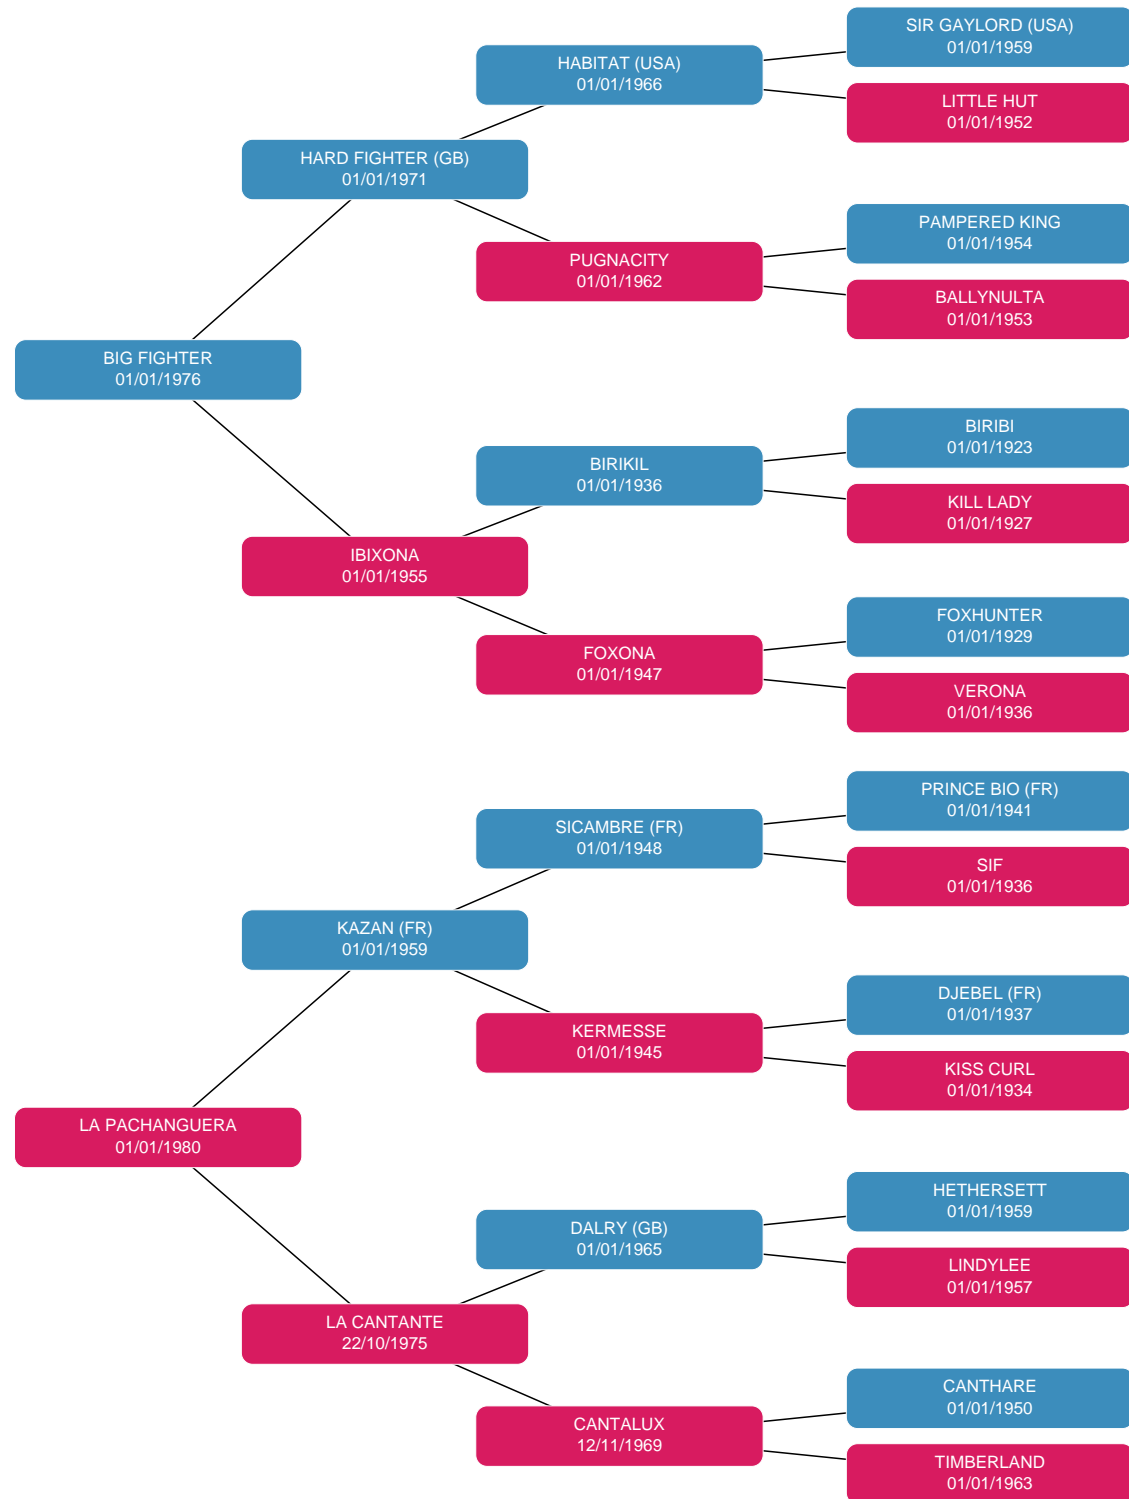 SIR GAYLORD (USA)
01/01/1959
HABITAT (USA)
01/01/1966
LITTLE HUT
01/01/1952
HARD FIGHTER (GB)
01/01/1971
PAMPERED KING
01/01/1954
PUGNACITY
01/01/1962
BALLYNULTA
01/01/1953
BIG FIGHTER
01/01/1976
BIRIBI
01/01/1923
BIRIKIL
01/01/1936
KILL LADY
01/01/1927
IBIXONA
01/01/1955
FOXHUNTER
01/01/1929
FOXONA
01/01/1947
VERONA
01/01/1936
PRINCE BIO (FR)
01/01/1941
SICAMBRE (FR)
01/01/1948
SIF
01/01/1936
KAZAN (FR)
01/01/1959
DJEBEL (FR)
01/01/1937
KERMESSE
01/01/1945
KISS CURL
01/01/1934
LA PACHANGUERA
01/01/1980
HETHERSETT
01/01/1959
DALRY (GB)
01/01/1965
LINDYLEE
01/01/1957
LA CANTANTE
22/10/1975
CANTHARE
01/01/1950
CANTALUX
12/11/1969
TIMBERLAND
01/01/1963